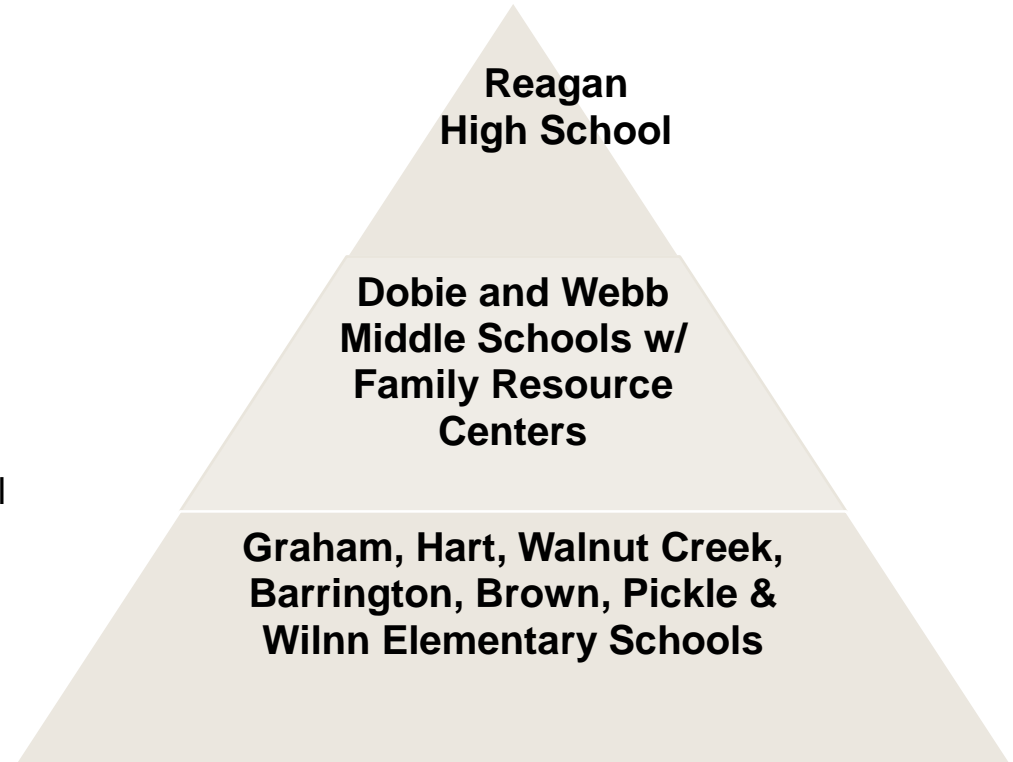 Reagan
High School
Dobie and Webb
Middle Schools w/
Family Resource
Centers
Graham, Hart, Walnut Creek,
Barrington, Brown, Pickle &
Wilnn Elementary Schools